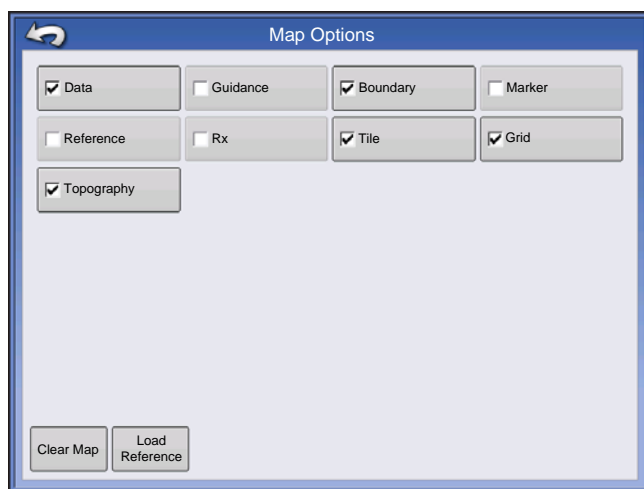 Map Options
Data
Guidance
Boundary
Marker
Reference
Rx
Tile
Grid
Topography
Clear Map
Load
Reference